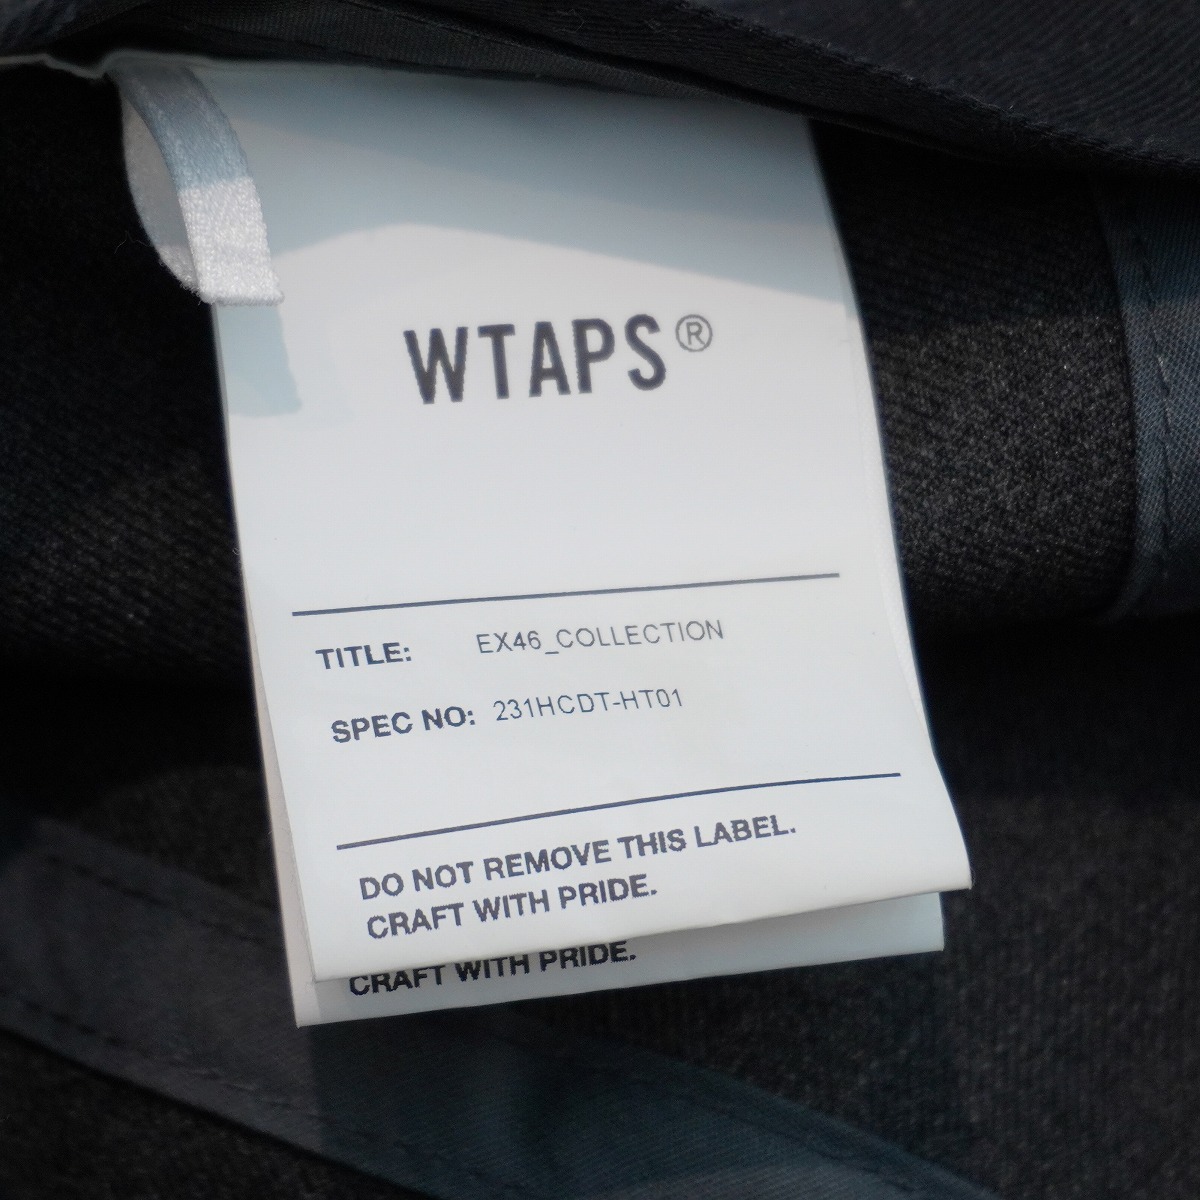 WTAPS®
TITLE: EX46_COLLECTION
SPEC NO: 231HCDT-HT01
DO NOT REMOVE THIS LABEL.
CRAFT WITH PRIDE.
CRAFT WITH PRIDE.